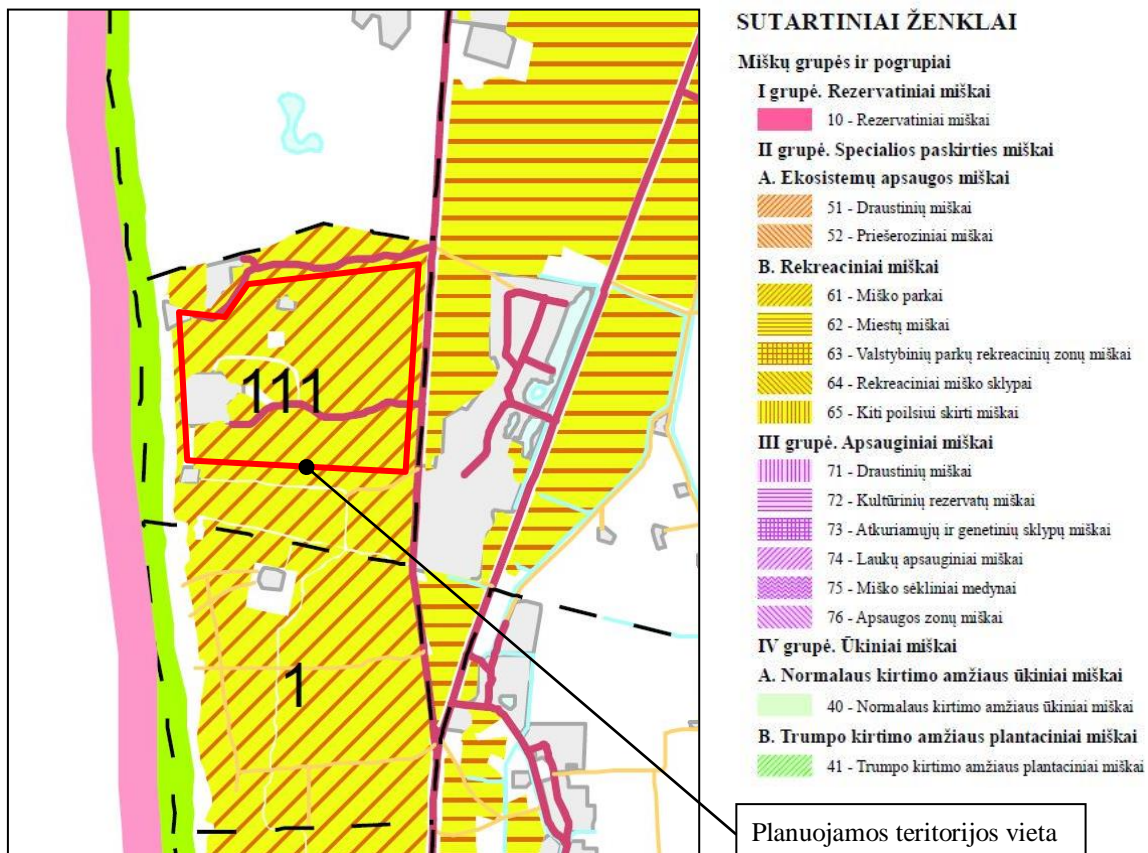 111
1
SUTARTINIAI ŽENKLAI
Miškų grupės ir pogrupiai
I grupė. Rezervatiniai miškai
10 - Rezervatiniai miškai
II grupė. Specialios paskirties miškai
A. Ekosistemų apsaugos miškai
51 - Draustinių miškai
52 - Priešeroziniai miškai
B. Rekreaciniai miškai
61 - Miško parkai
62 - Miestų miškai
63 - Valstybinių parkų rekreacinių zonų miškai
64 - Rekreaciniai miško sklypai
65 - Kiti poilsiui skirti miškai
III grupė. Apsauginiai miškai
71 - Draustinių miškai
72 - Kultūrinių rezervatų miškai
73 - Atkuriamųjų ir genetinių sklypų miškai
74 - Laukų apsauginiai miškai
75 - Miško sėkliniai medynai
76 - Apsaugos zonų miškai
IV grupė. Ūkiniai miškai
A. Normalaus kirtimo amžiaus ūkiniai miškai
40 - Normalaus kirtimo amžiaus ūkiniai miškai
B. Trumpo kirtimo amžiaus plantaciniai miškai
41 - Trumpo kirtimo amžiaus plantaciniai miškai
Planuojamos teritorijos vieta